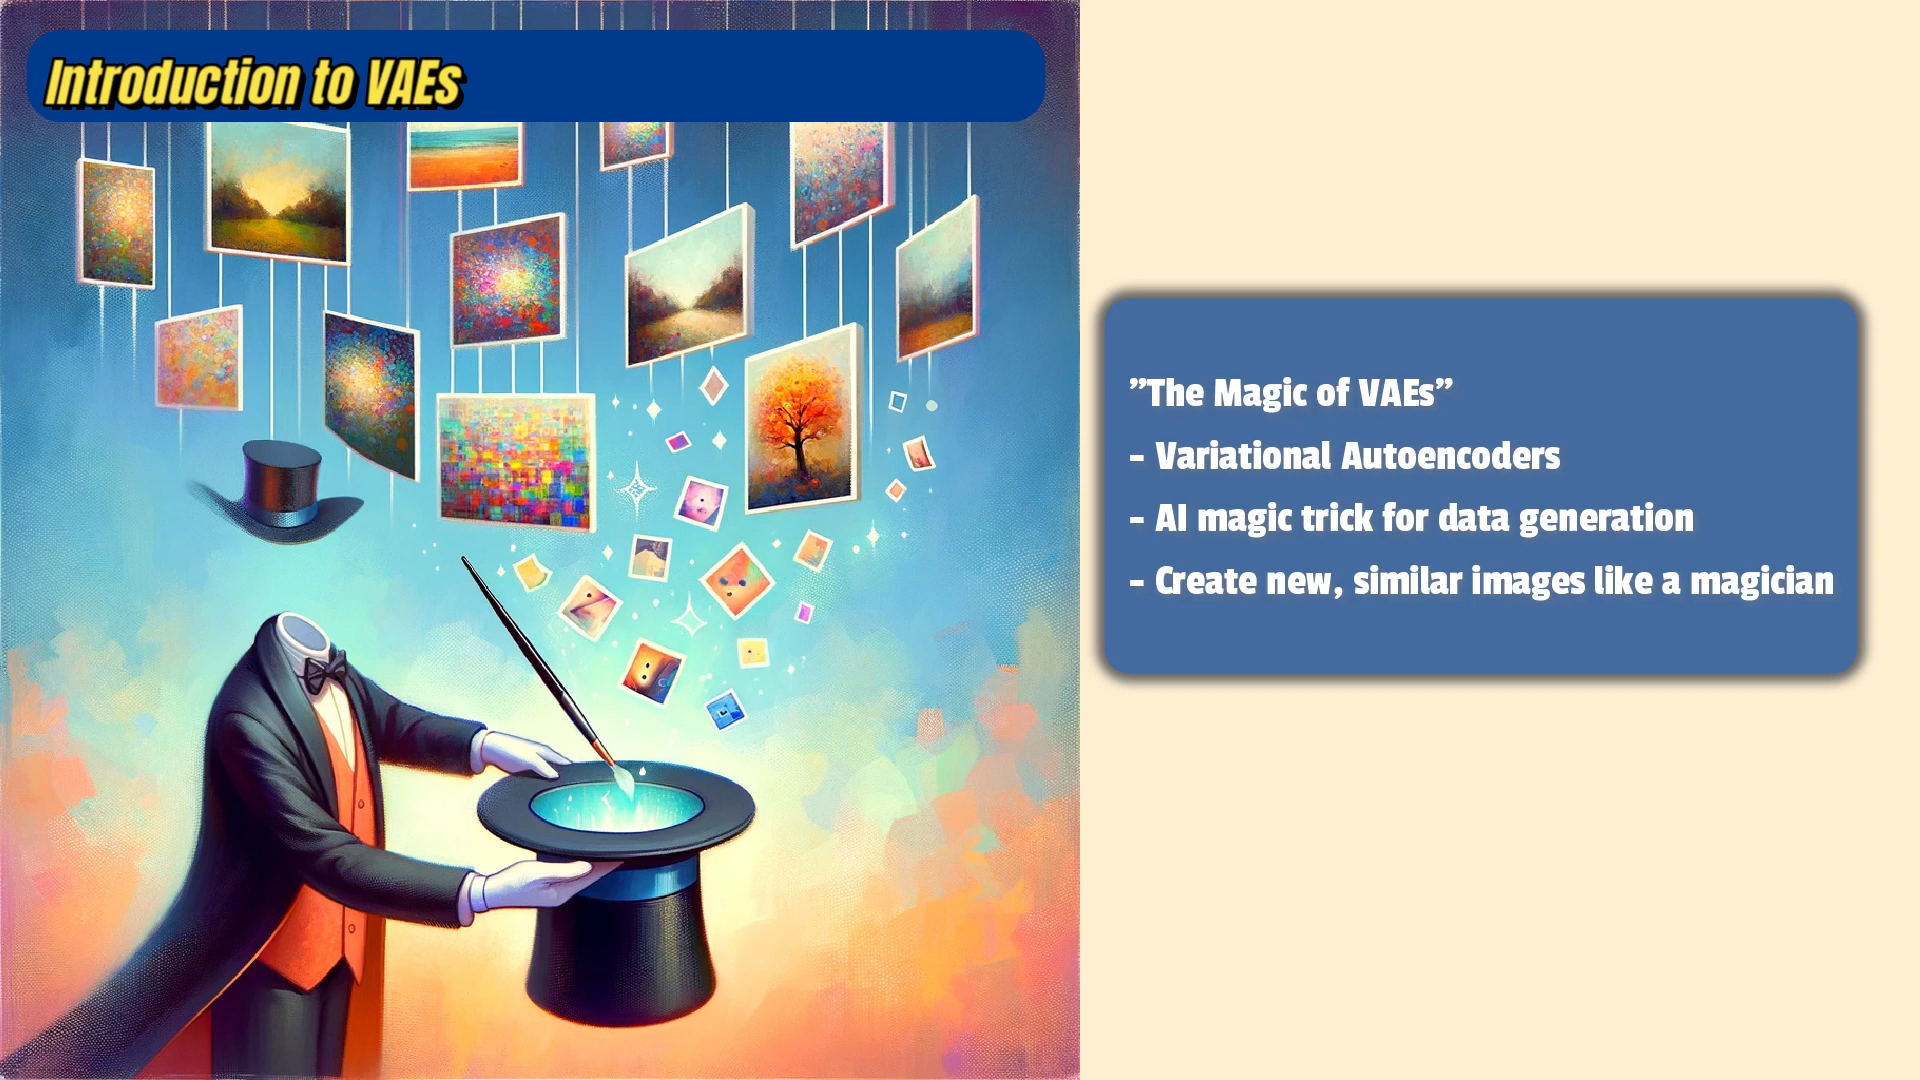 Introduction to VAEs
”The Magic of VAEs”
- Variational Autoencoders
- AI magic trick for data generation
- Create new, similar images like a magician